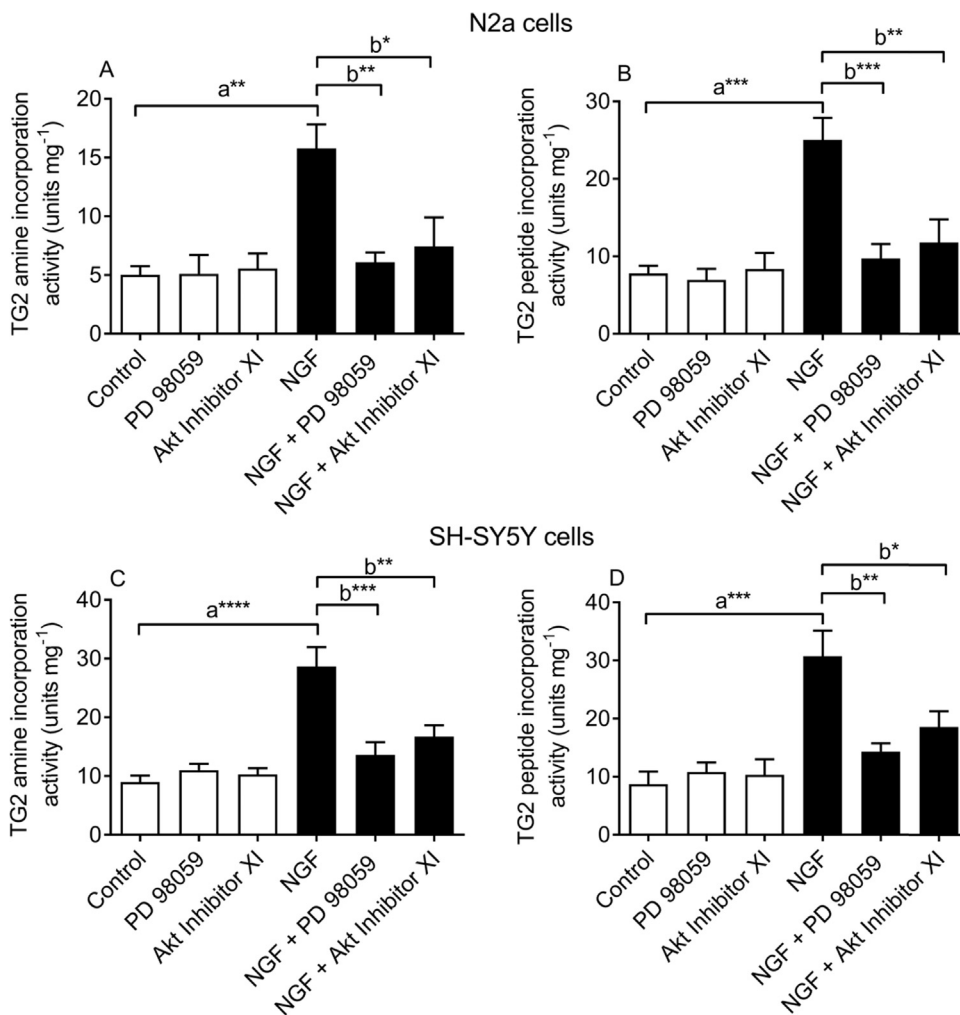 N2a cells
A
b*
b**
a**
TG2 amine incorporation
activity (units mg⁻¹)
20
15
10
5
0
Control
PD 98059
Akt Inhibitor XI
NGF
NGF + PD 98059
NGF + Akt Inhibitor XI
B
b**
b***
a***
TG2 peptide incorporation
activity (units mg⁻¹)
30
20
10
0
Control
PD 98059
Akt Inhibitor XI
NGF
NGF + PD 98059
NGF + Akt Inhibitor XI
SH-SY5Y cells
C
b**
b***
a****
TG2 amine incorporation
activity (units mg⁻¹)
40
30
20
10
0
Control
PD 98059
Akt Inhibitor XI
NGF
NGF + PD 98059
NGF + Akt Inhibitor XI
D
b*
b**
a***
TG2 peptide incorporation
activity (units mg⁻¹)
40
30
20
10
0
Control
PD 98059
Akt Inhibitor XI
NGF
NGF + PD 98059
NGF + Akt Inhibitor XI